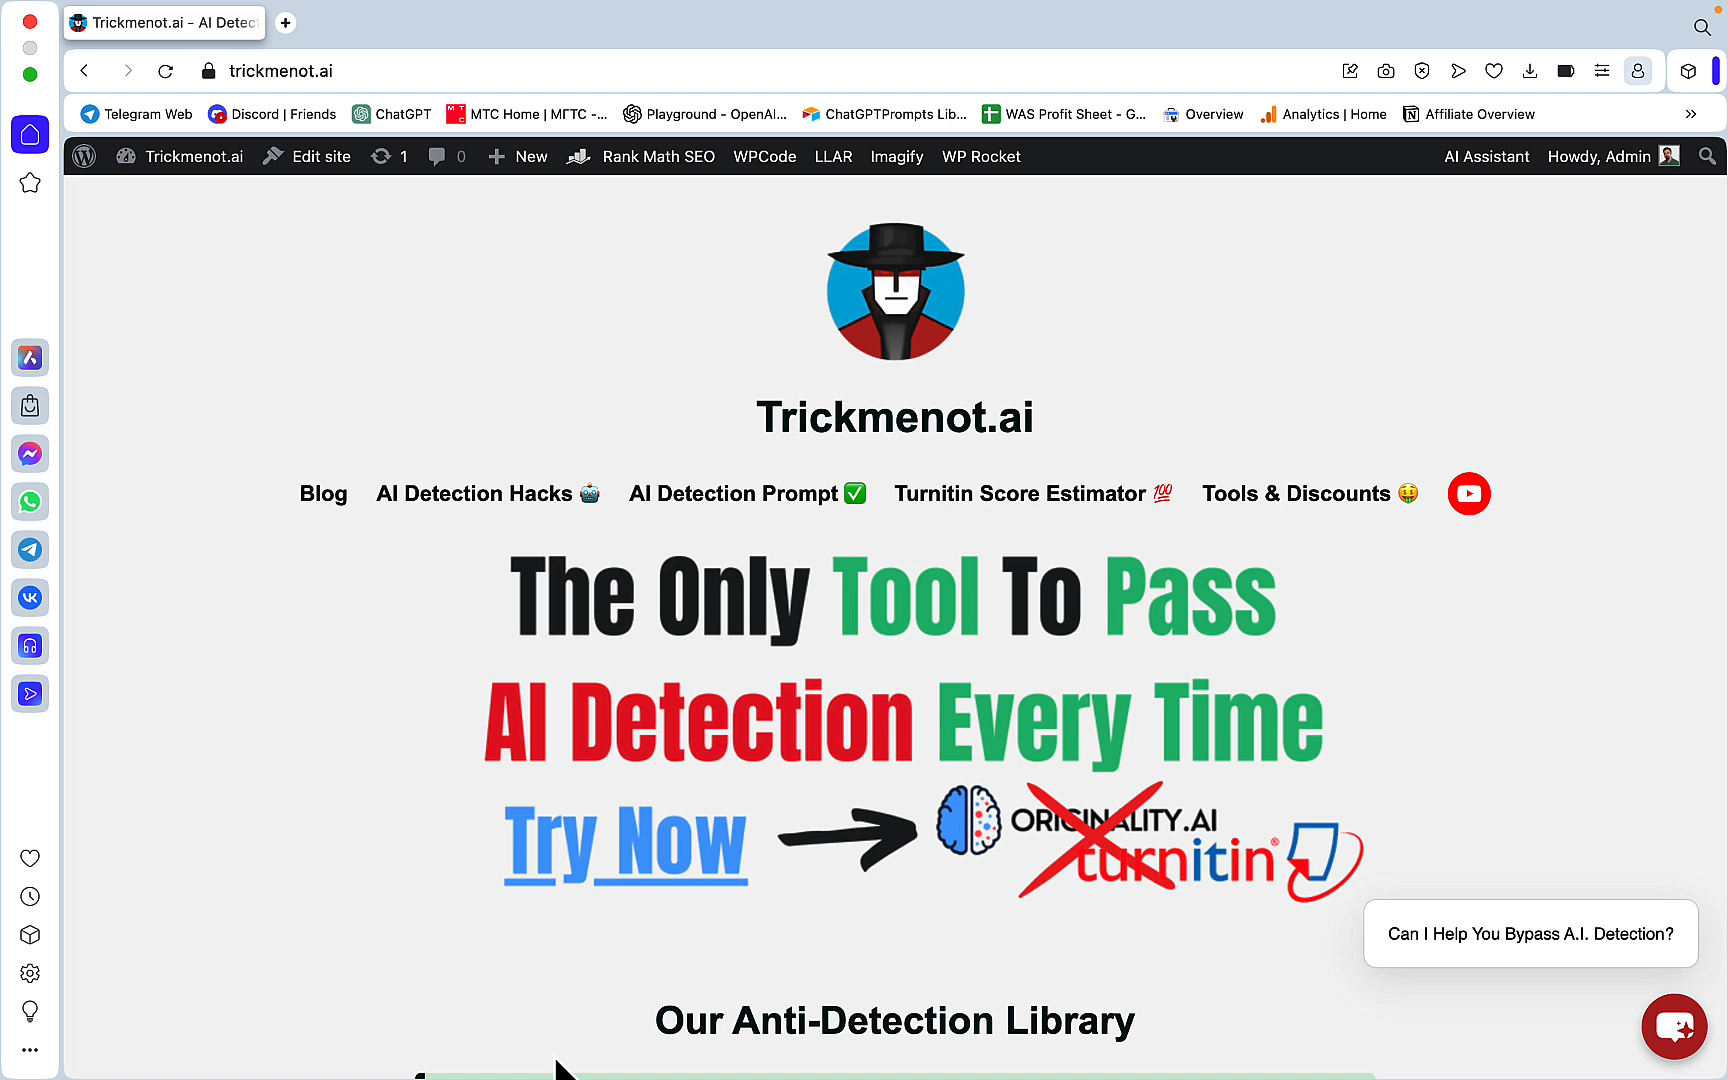 Trickmenot.ai - AI Detect
trickmenot.ai
Telegram Web
Discord | Friends
ChatGPT
MTC Home | МГТС -...
Playground - OpenAI...
ChatGPTPrompts Lib...
WAS Profit Sheet - G...
Overview
Analytics | Home
Affiliate Overview
Trickmenot.ai
Edit site
1
0
New
Rank Math SEO
WPCode
LLAR
Imagify
WP Rocket
AI Assistant
Howdy, Admin
Trickmenot.ai
Blog
AI Detection Hacks 🤖
AI Detection Prompt ✅
Turnitin Score Estimator 💯
Tools & Discounts 🤑
The Only Tool To Pass
AI Detection Every Time
Try Now
ORIGINALITY.AI
turnitin®
Can I Help You Bypass A.I. Detection?
Our Anti-Detection Library